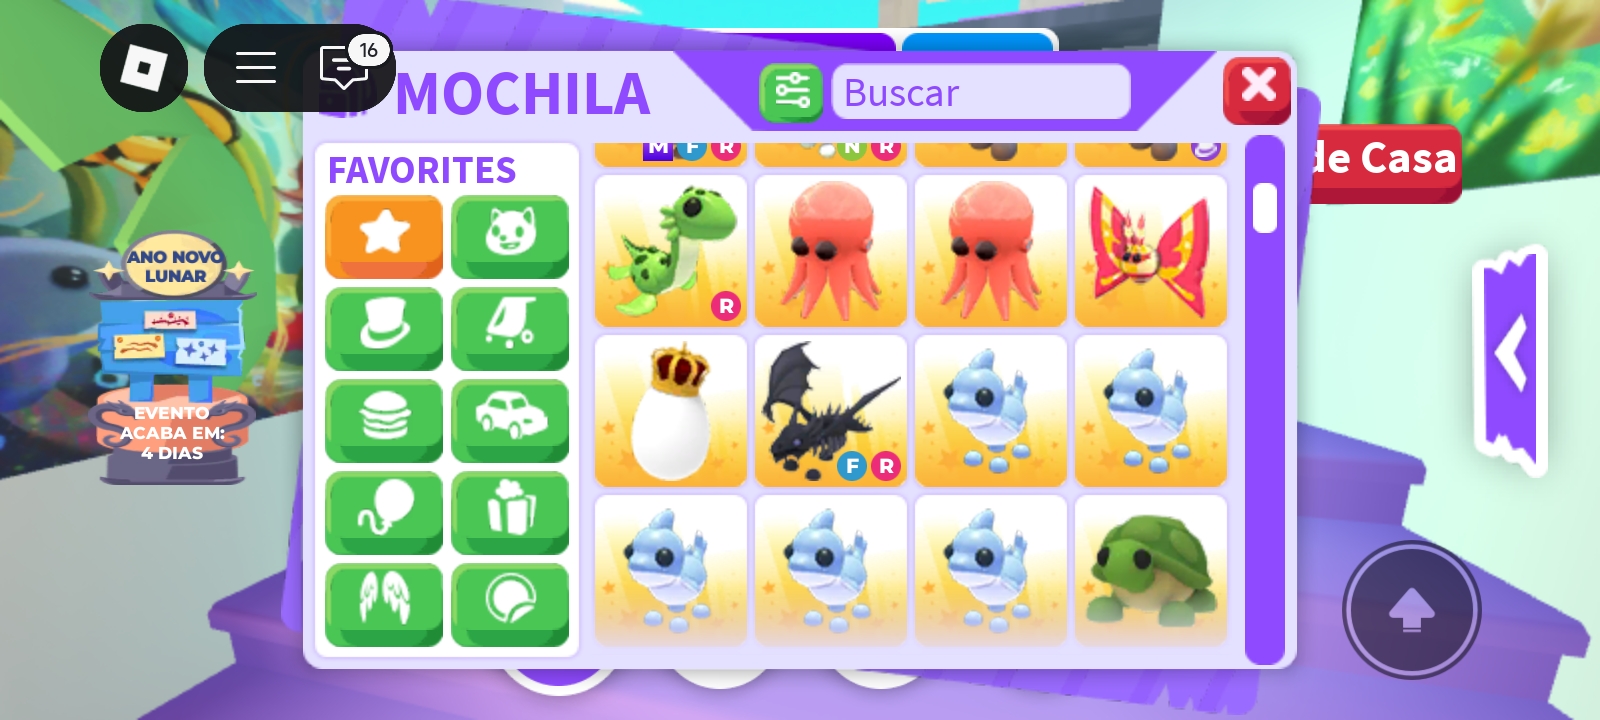 16
MOCHILA
Buscar
de Casa
FAVORITES
M F R
N R
R
F R
ANO NOVO
LUNAR
EVENTO
ACABA EM:
4 DIAS